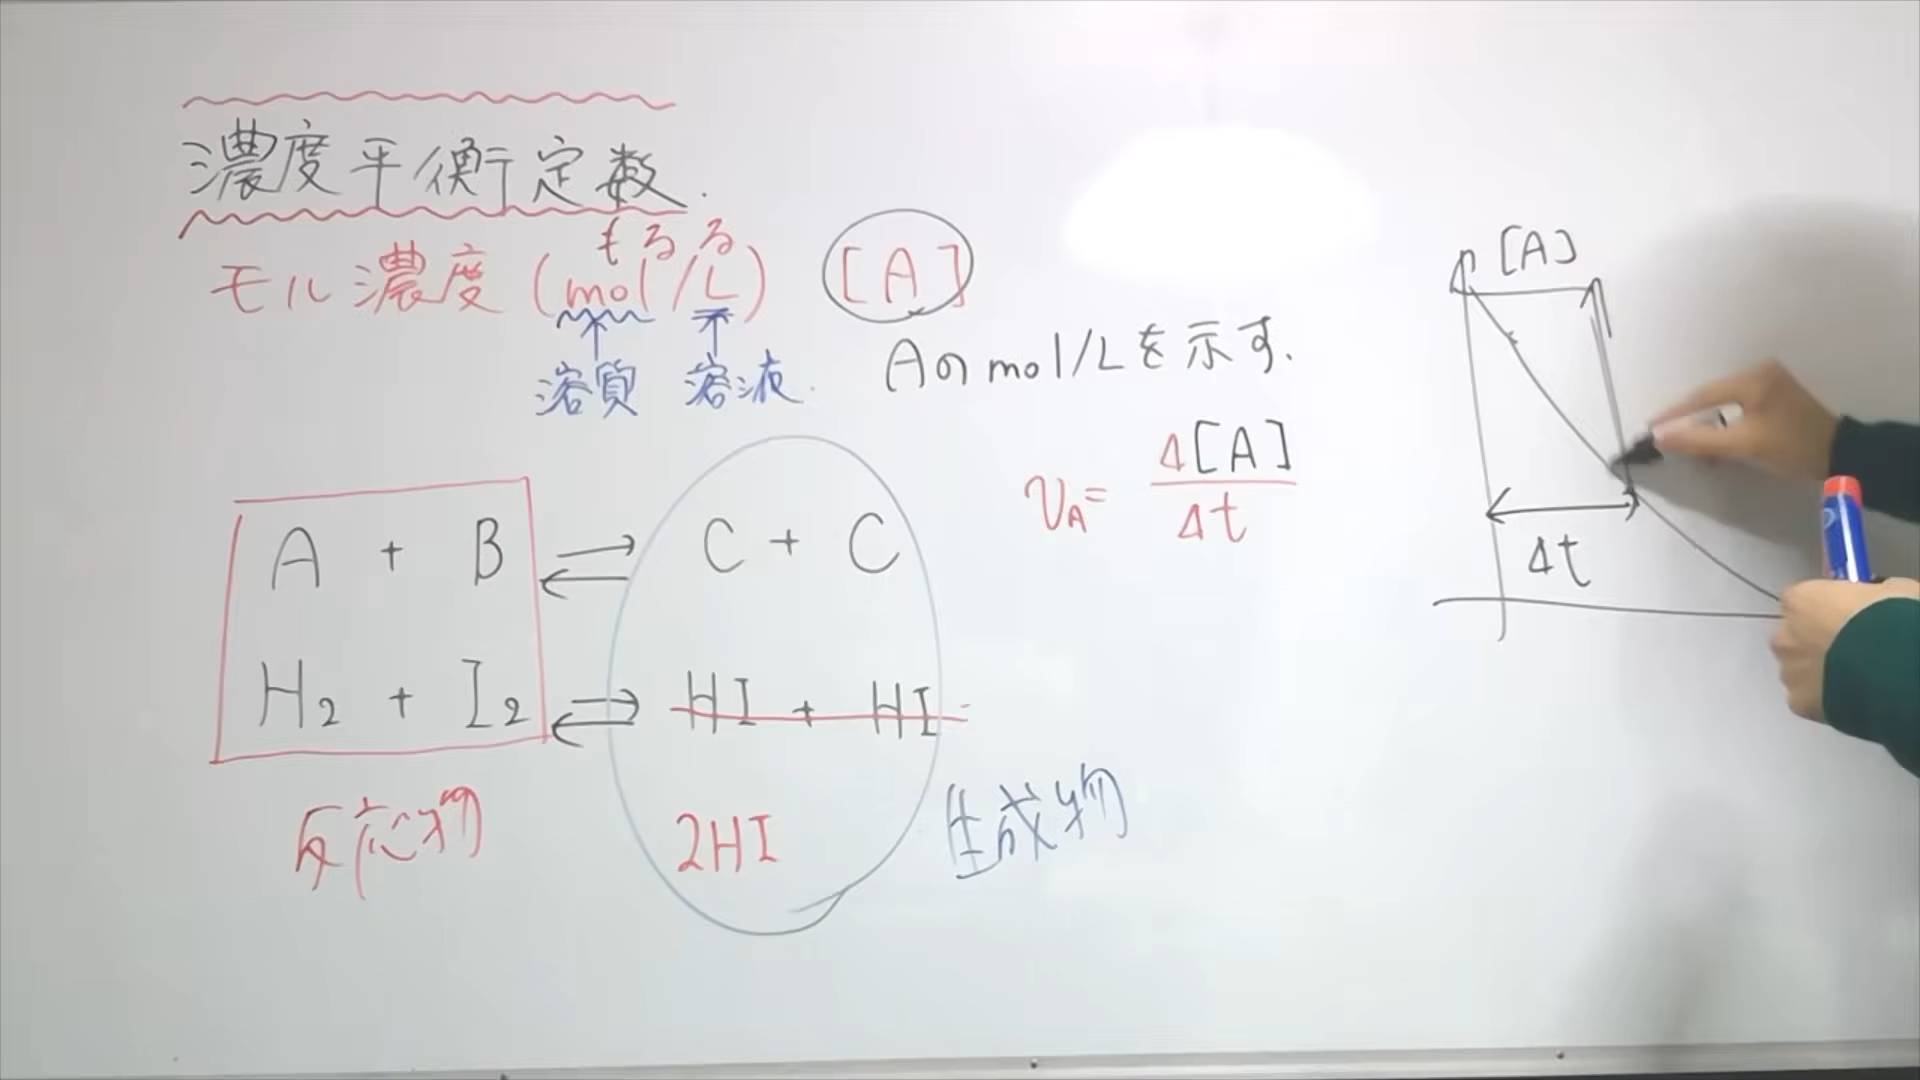 濃度平衡定数.
もるる
モル濃度 (mol/L) [A]
溶質 溶液.
Aのmol/Lを示す.
vA= Δ[A]/Δt
A + B ⇄ C + C
H2 + I2 ⇄ HI + HI
2HI
反応物
生成物
[A]
Δt